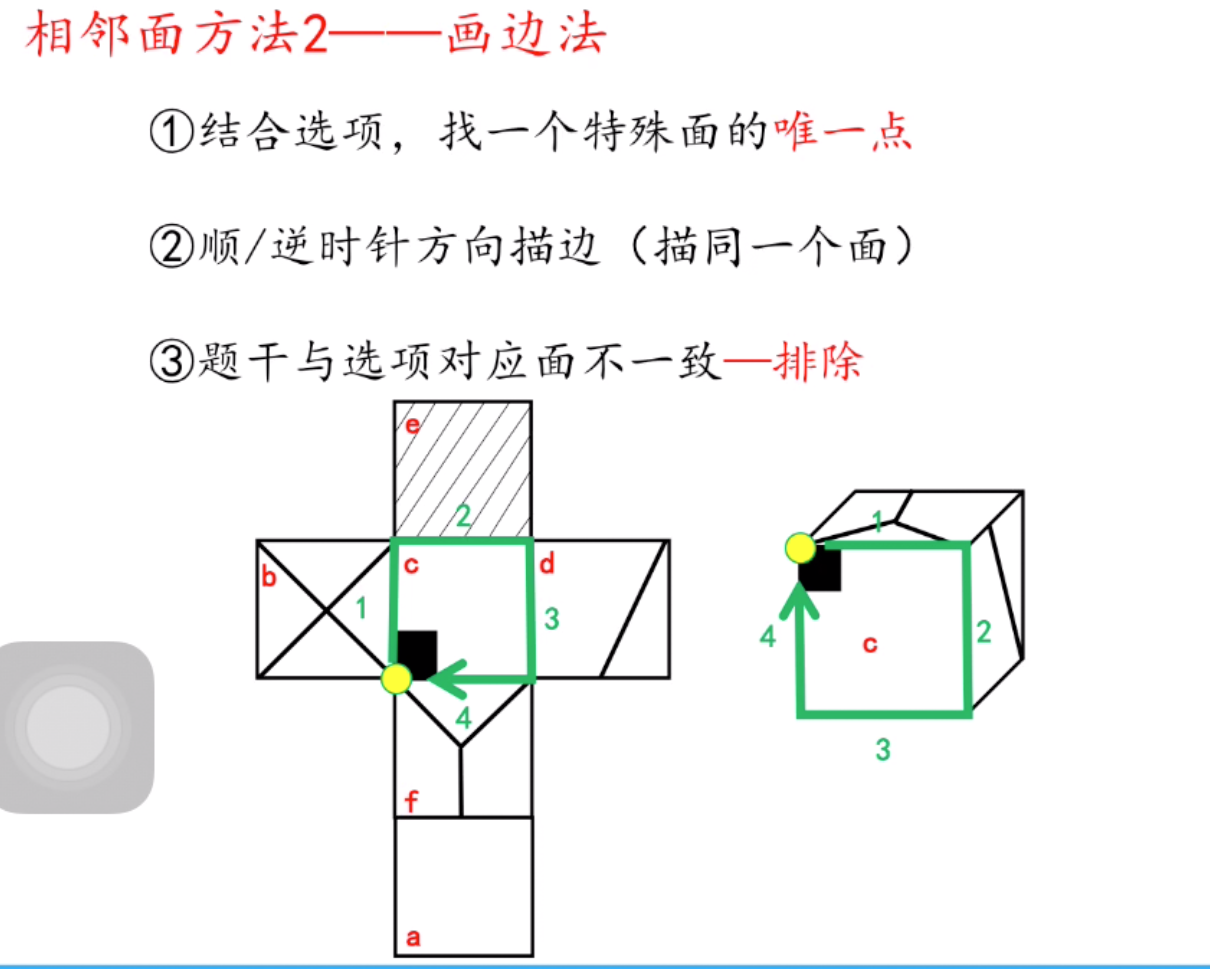 相邻面方法2——画边法
①结合选项，找一个特殊面的唯一点
②顺/逆时针方向描边（描同一个面）
③题干与选项对应面不一致—排除
e
2
b
c
d
1
3
4
f
a
1
4
c
2
3